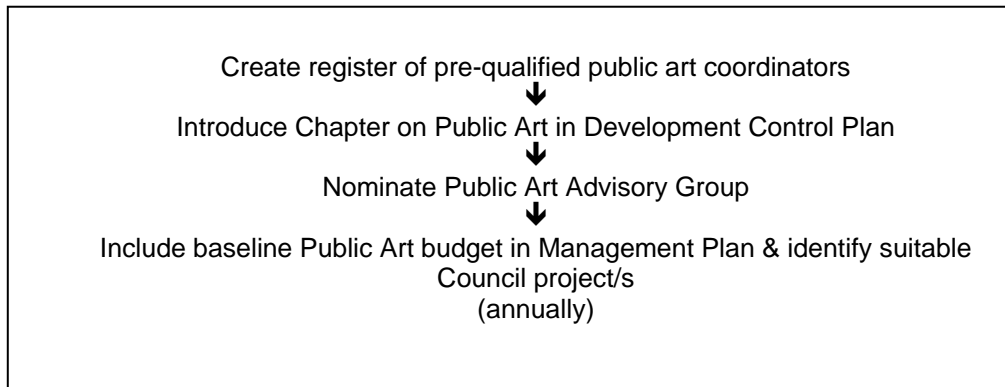 Create register of pre-qualified public art coordinators
Introduce Chapter on Public Art in Development Control Plan
Nominate Public Art Advisory Group
Include baseline Public Art budget in Management Plan & identify suitable
Council project/s
(annually)